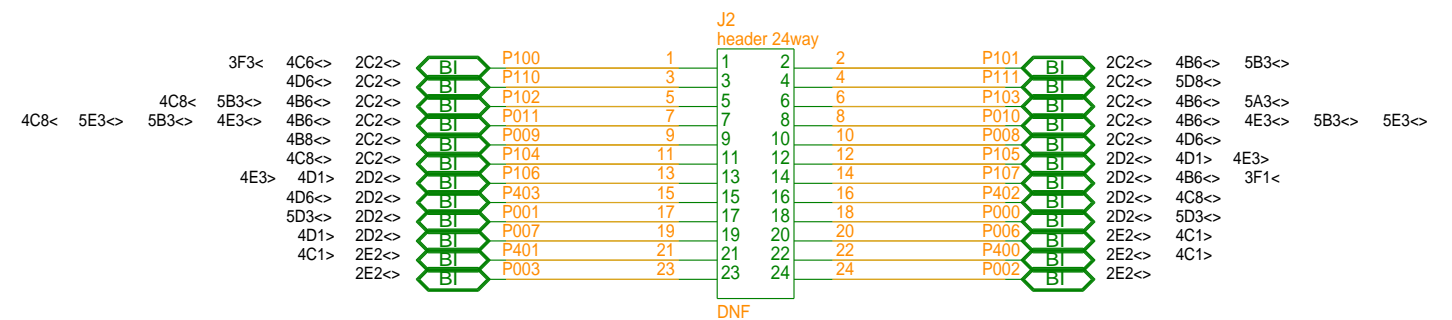 J2
header 24way
3F3< 4C6<> 2C2<> BI P100 1 1 2 2 P101 BI 2C2<> 4B6<> 5B3<>
4D6<> 2C2<> BI P110 3 3 4 4 P111 BI 2C2<> 5D8<>
4C8< 5B3<> 4B6<> 2C2<> BI P102 5 5 6 6 P103 BI 2C2<> 4B6<> 5A3<>
4C8< 5E3<> 5B3<> 4E3<> 4B6<> 2C2<> BI P011 7 7 8 8 P010 BI 2C2<> 4B6<> 4E3<> 5B3<> 5E3<>
4B8<> 2C2<> BI P009 9 9 10 10 P008 BI 2C2<> 4D6<>
4C8<> 2C2<> BI P104 11 11 12 12 P105 BI 2D2<> 4D1> 4E3>
4E3> 4D1> 2D2<> BI P106 13 13 14 14 P107 BI 2D2<> 4B6<> 3F1<
4D6<> 2D2<> BI P403 15 15 16 16 P402 BI 2D2<> 4C8<>
5D3<> 2D2<> BI P001 17 17 18 18 P000 BI 2D2<> 5D3<>
4D1> 2D2<> BI P007 19 19 20 20 P006 BI 2E2<> 4C1>
4C1> 2E2<> BI P401 21 21 22 22 P400 BI 2E2<> 4C1>
2E2<> BI P003 23 23 24 24 P002 BI 2E2<>
DNF